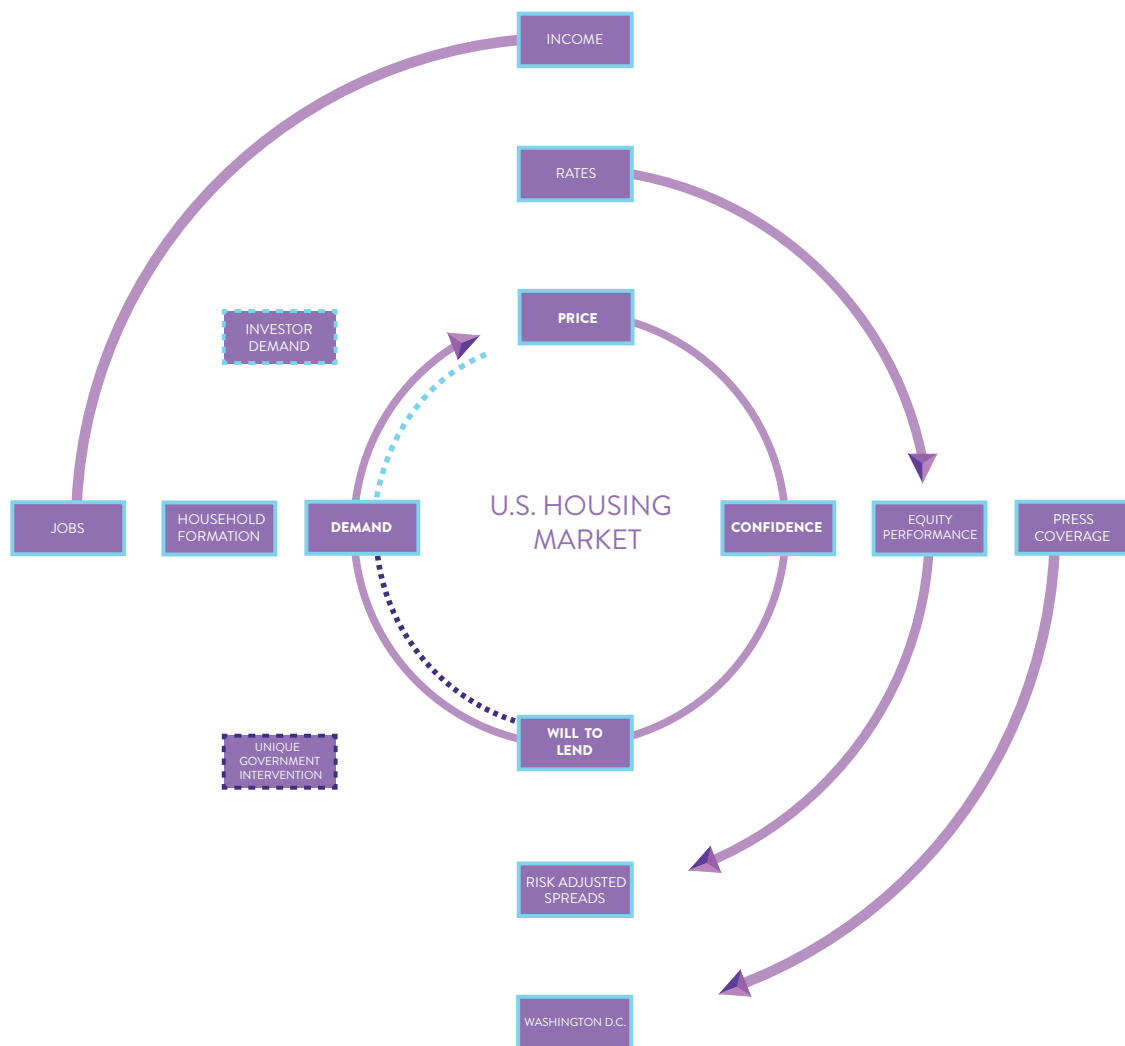 INCOME
RATES
PRICE
INVESTOR
DEMAND
JOBS
HOUSEHOLD
FORMATION
DEMAND
U.S. HOUSING
MARKET
CONFIDENCE
EQUITY
PERFORMANCE
PRESS
COVERAGE
WILL TO
LEND
UNIQUE
GOVERNMENT
INTERVENTION
RISK ADJUSTED
SPREADS
WASHINGTON D.C.